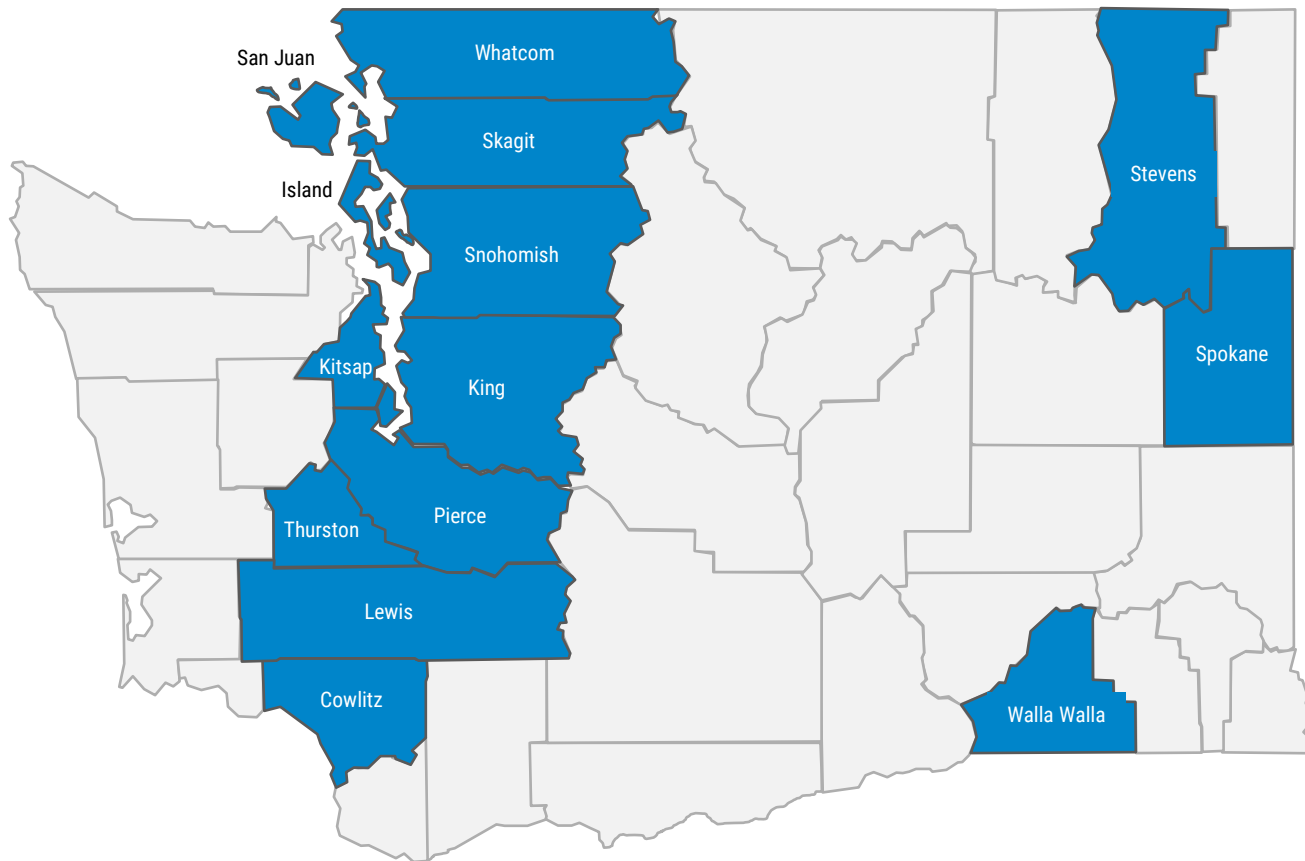 Whatcom
San Juan
Skagit
Stevens
Island
Snohomish
Spokane
Kitsap
King
Pierce
Thurston
Lewis
Cowlitz
Walla Walla